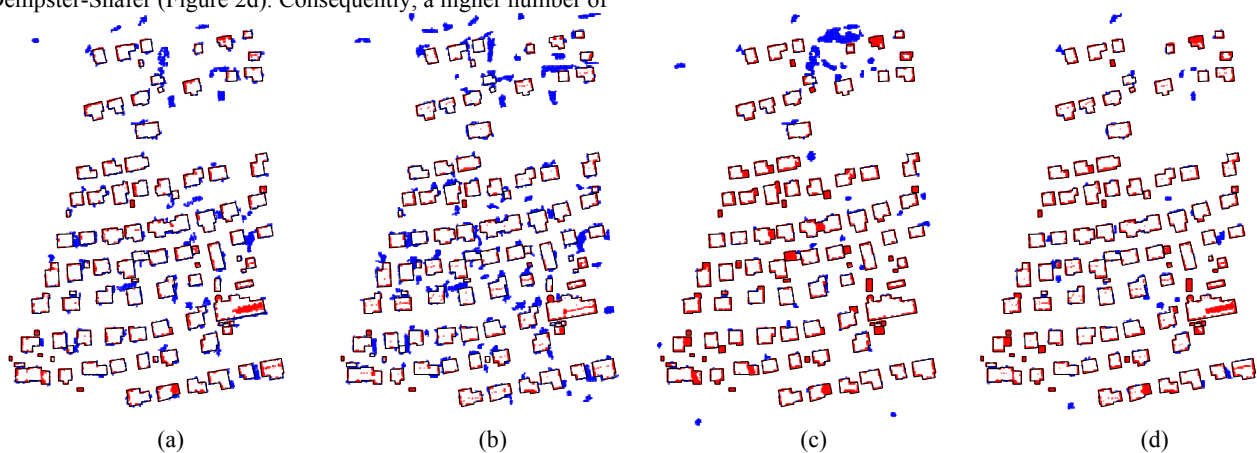 Dempster-Shafer (Figure 2d). Consequently, a higher number of
(a) (b) (c) (d)